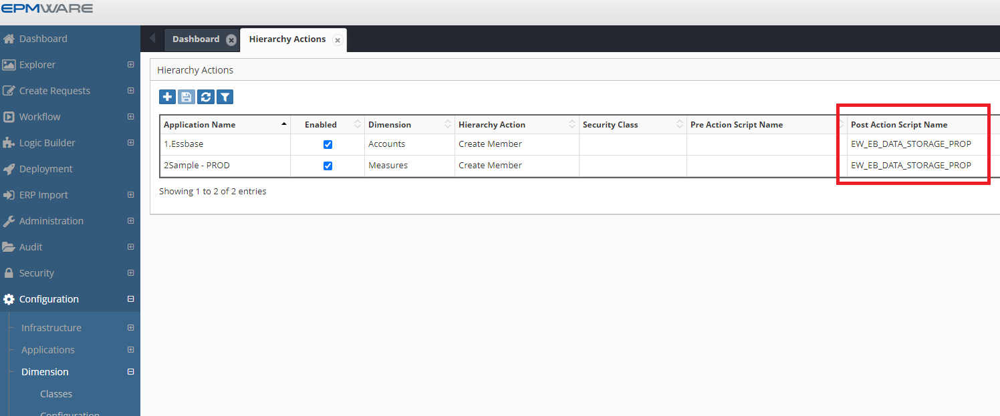 EPMWARE
Dashboard
Explorer
Create Requests
Workflow
Logic Builder
Deployment
ERP Import
Administration
Audit
Security
Configuration
Infrastructure
Applications
Dimension
Classes
Configuration
Dashboard
Hierarchy Actions
Hierarchy Actions
Application Name Enabled Dimension Hierarchy Action Security Class Pre Action Script Name Post Action Script Name
1.Essbase Accounts Create Member EW_EB_DATA_STORAGE_PROP
2Sample - PROD Measures Create Member EW_EB_DATA_STORAGE_PROP
Showing 1 to 2 of 2 entries